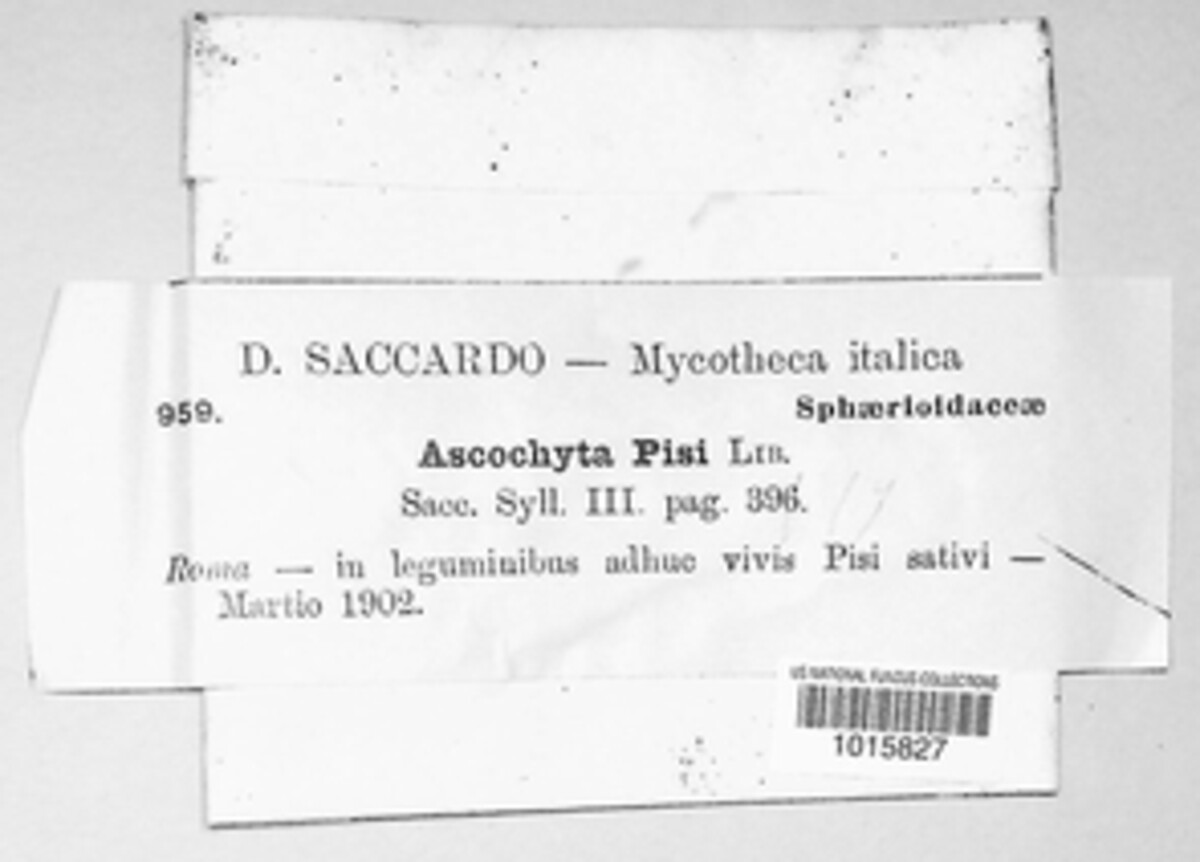 D. SACCARDO — Mycotheca italica
959.
Sphærioidaceæ
Ascochyta Pisi LIB.
Sacc. Syll. III. pag. 396.
Roma — in leguminibus adhuc vivis Pisi sativi —
Martio 1902.
US NATIONAL FUNGUS COLLECTIONS
1015827